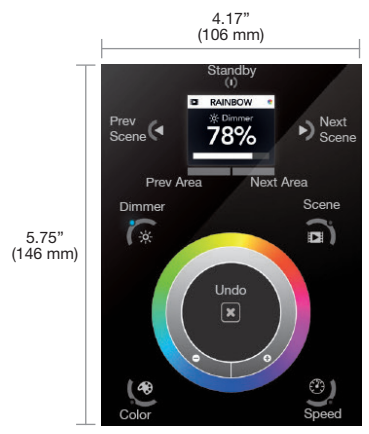 4.17”
(106 mm)
Standby
RAINBOW
Dimmer
78%
Prev
Scene
Next
Scene
Prev Area
Next Area
Dimmer
Scene
5.75”
(146 mm)
Undo
Color
Speed